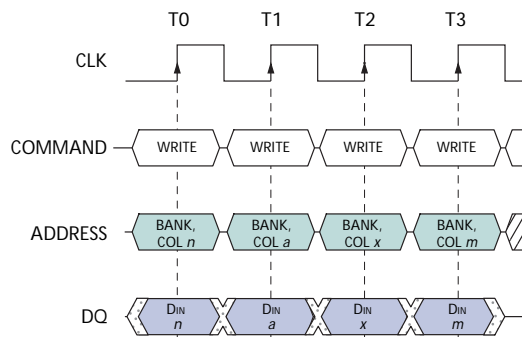 T0 T1 T2 T3
CLK
COMMAND WRITE WRITE WRITE WRITE
ADDRESS BANK, COL n BANK, COL a BANK, COL x BANK, COL m
DQ DIN n DIN a DIN x DIN m